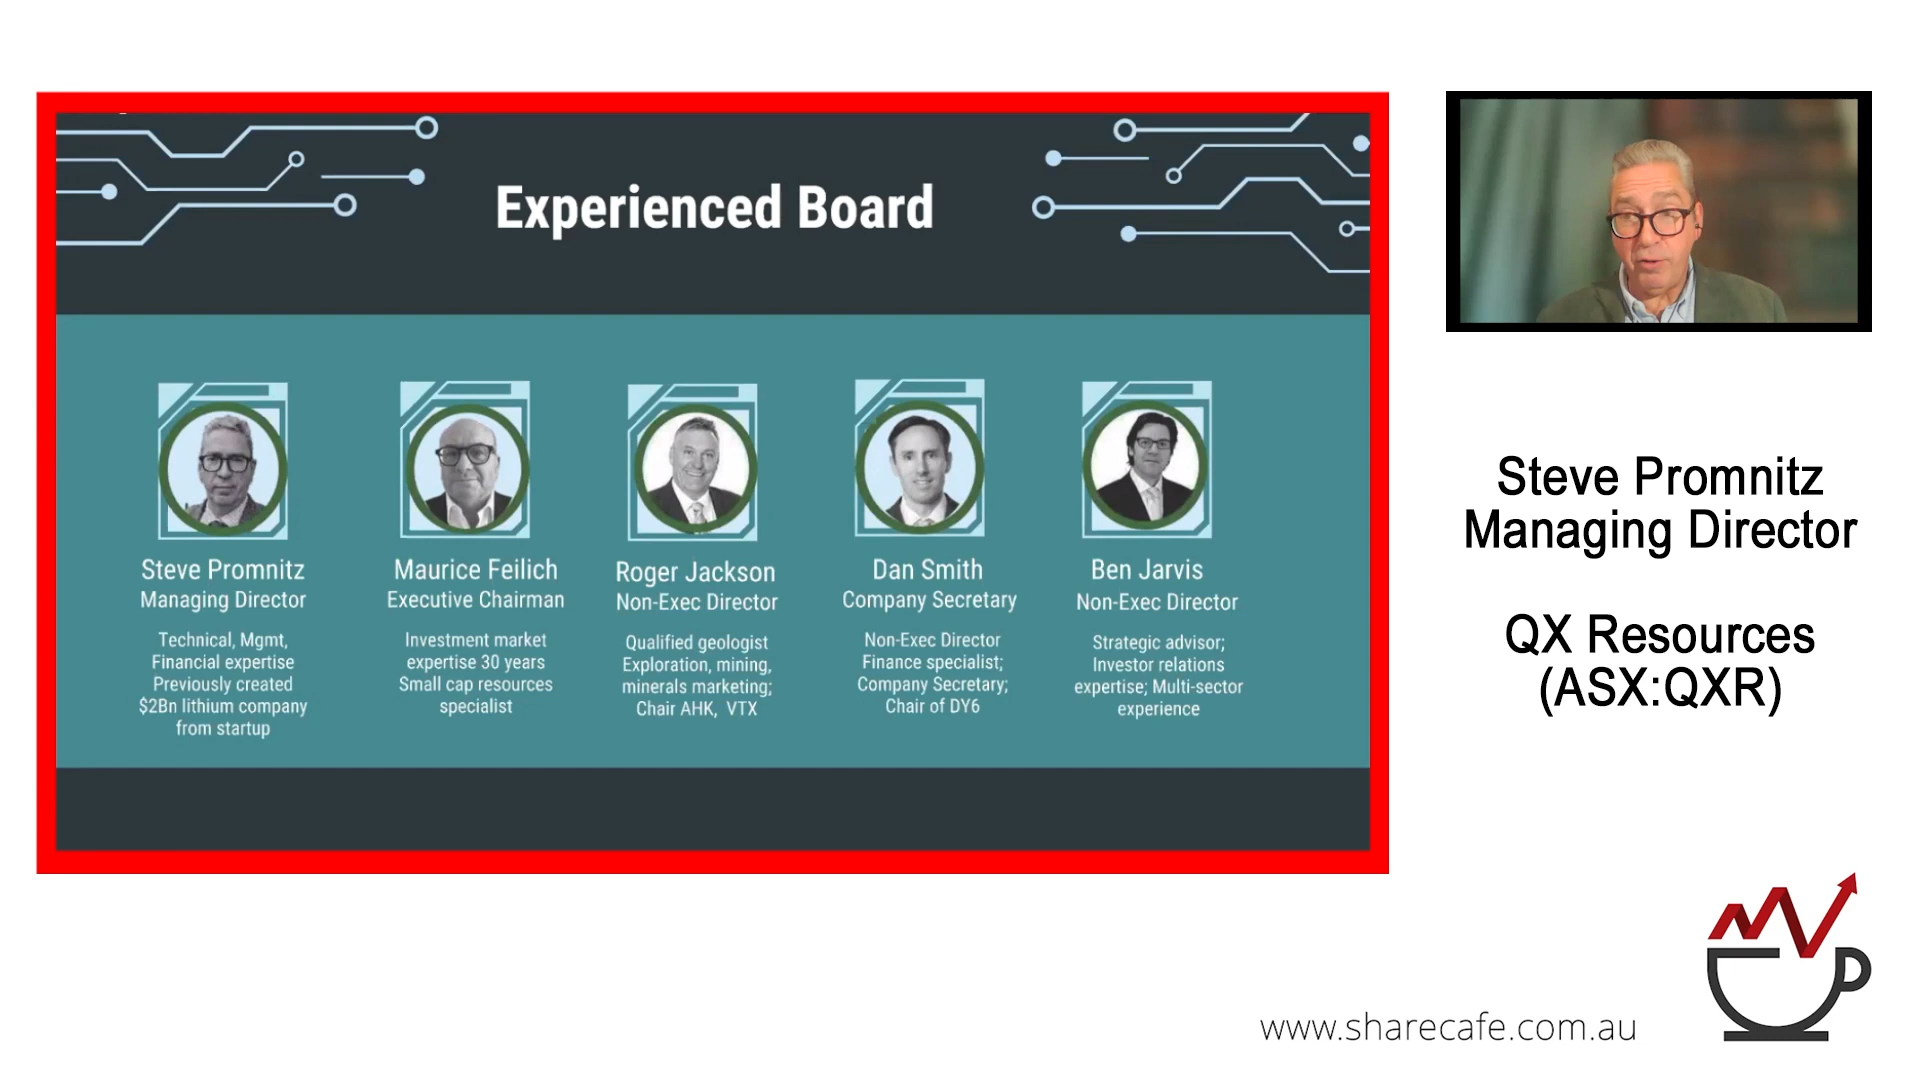 Experienced Board
Steve Promnitz
Managing Director
Technical, Mgmt,
Financial expertise
Previously created
$2Bn lithium company
from startup
Maurice Feilich
Executive Chairman
Investment market
expertise 30 years
Small cap resources
specialist
Roger Jackson
Non-Exec Director
Qualified geologist
Exploration, mining,
minerals marketing;
Chair AHK, VTX
Dan Smith
Company Secretary
Non-Exec Director
Finance specialist;
Company Secretary;
Chair of DY6
Ben Jarvis
Non-Exec Director
Strategic advisor;
Investor relations
expertise; Multi-sector
experience
Steve Promnitz
Managing Director
QX Resources
(ASX:QXR)
www.sharecafe.com.au